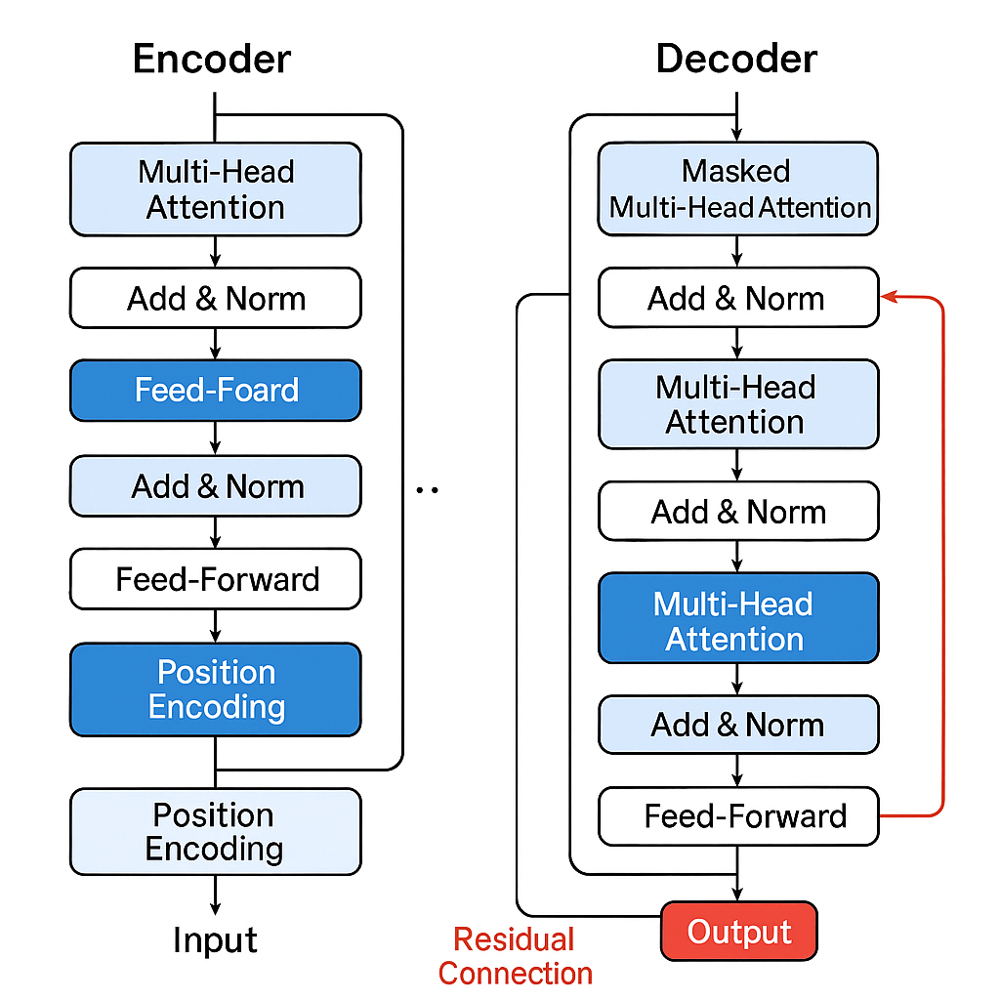 Encoder
Multi-Head
Attention
Add & Norm
Feed-Foard
Add & Norm
Feed-Forward
Position
Encoding
Position
Encoding
Input
..
Decoder
Masked
Multi-Head Attention
Add & Norm
Multi-Head
Attention
Add & Norm
Multi-Head
Attention
Add & Norm
Feed-Forward
Output
Residual
Connection